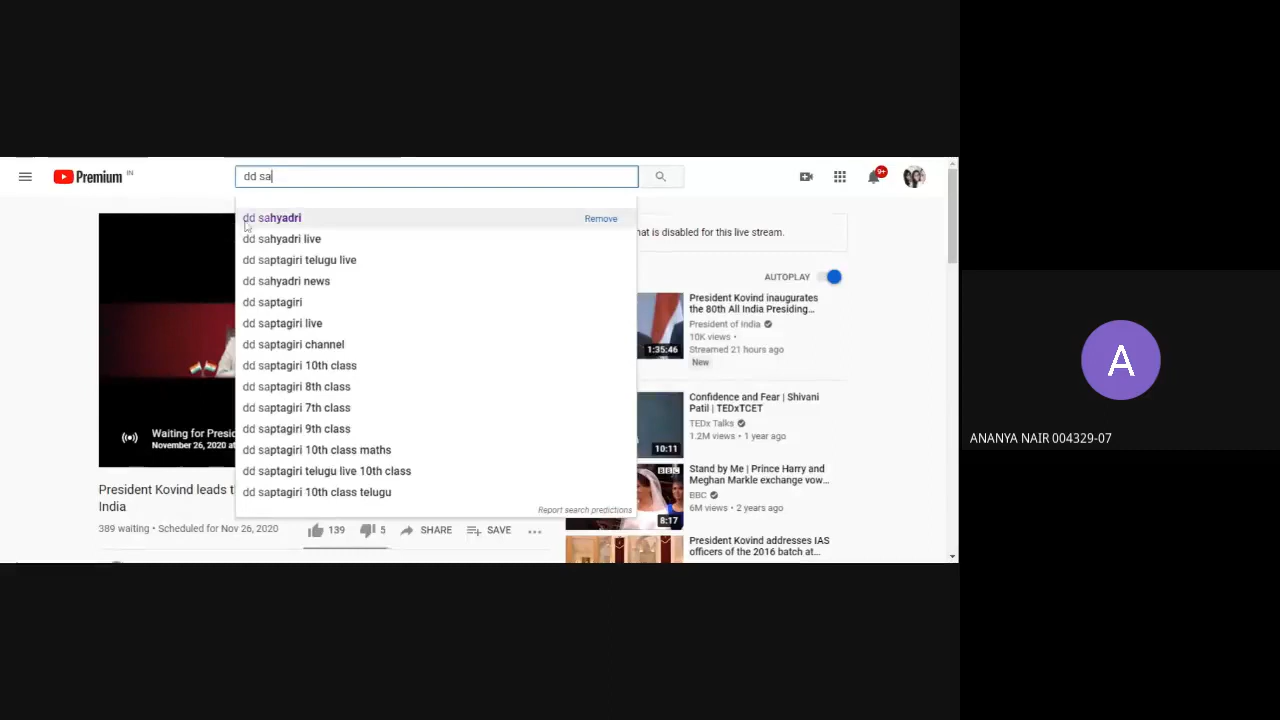 Premium IN
dd sa
9+
dd sahyadri
Remove
dd sahyadri live
dd saptagiri telugu live
dd sahyadri news
dd saptagiri
dd saptagiri live
dd saptagiri channel
dd saptagiri 10th class
dd saptagiri 8th class
dd saptagiri 7th class
dd saptagiri 9th class
dd saptagiri 10th class maths
dd saptagiri telugu live 10th class
dd saptagiri 10th class telugu
Report search predictions
Waiting for Presid
November 26, 2020 at
President Kovind leads t
India
389 waiting • Scheduled for Nov 26, 2020
139
5
SHARE
SAVE
hat is disabled for this live stream.
AUTOPLAY
1:35:46
President Kovind inaugurates
the 80th All India Presiding...
President of India
10K views •
Streamed 21 hours ago
New
10:11
Confidence and Fear | Shivani
Patil | TEDxTCET
TEDx Talks
1.2M views • 1 year ago
BBC
8:17
Stand by Me | Prince Harry and
Meghan Markle exchange vow...
BBC
6M views • 2 years ago
President Kovind addresses IAS
officers of the 2016 batch at...
A
ANANYA NAIR 004329-07